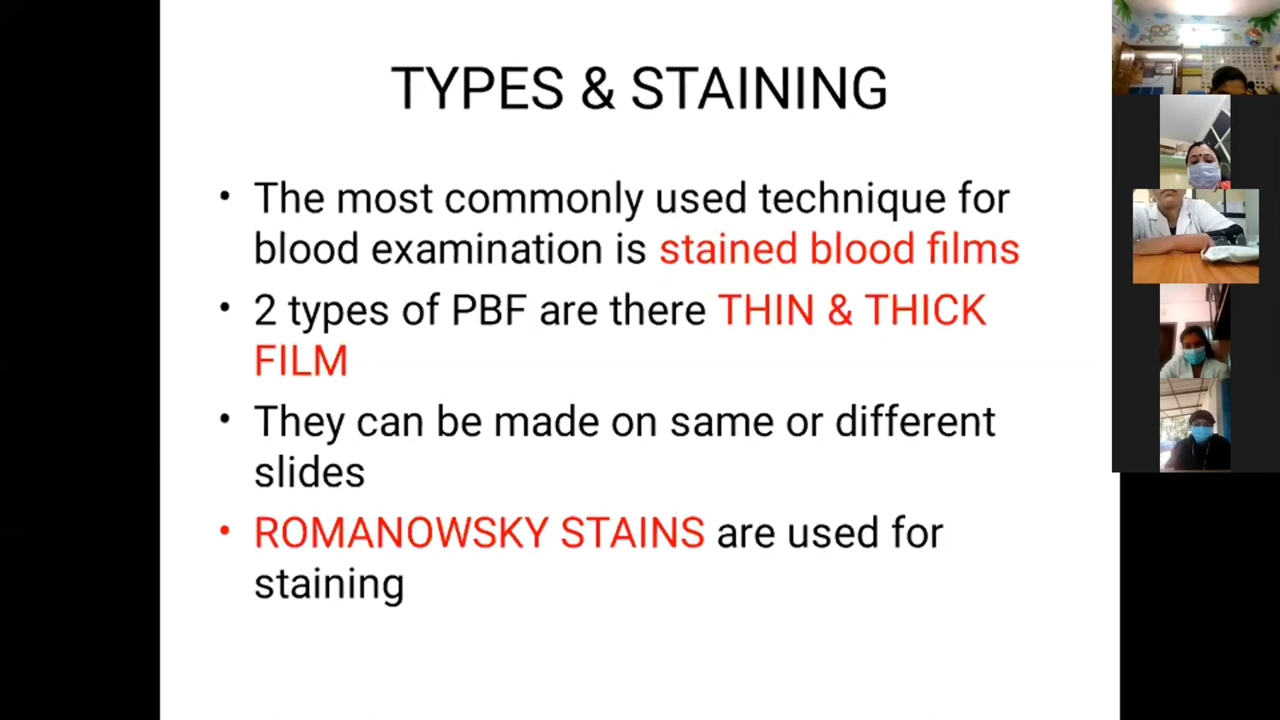 TYPES & STAINING
• The most commonly used technique for
blood examination is stained blood films
• 2 types of PBF are there THIN & THICK
FILM
• They can be made on same or different
slides
• ROMANOWSKY STAINS are used for
staining